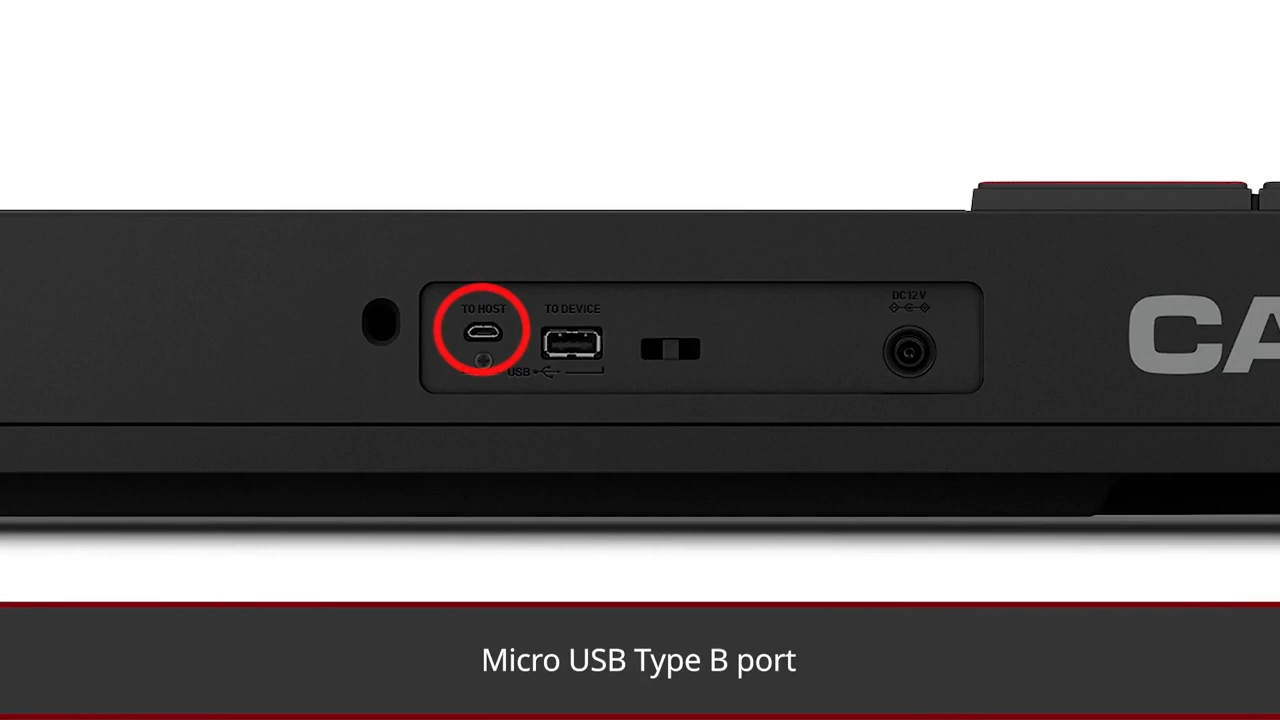 TO HOST
TO DEVICE
USB
DC12V
CA
Micro USB Type B port